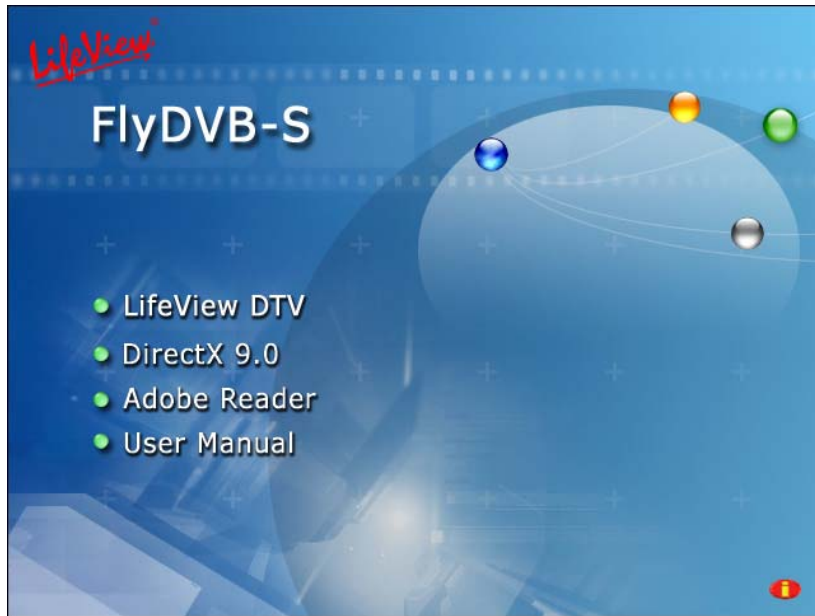 LifeView®
FlyDVB-S
LifeView DTV
DirectX 9.0
Adobe Reader
User Manual
i